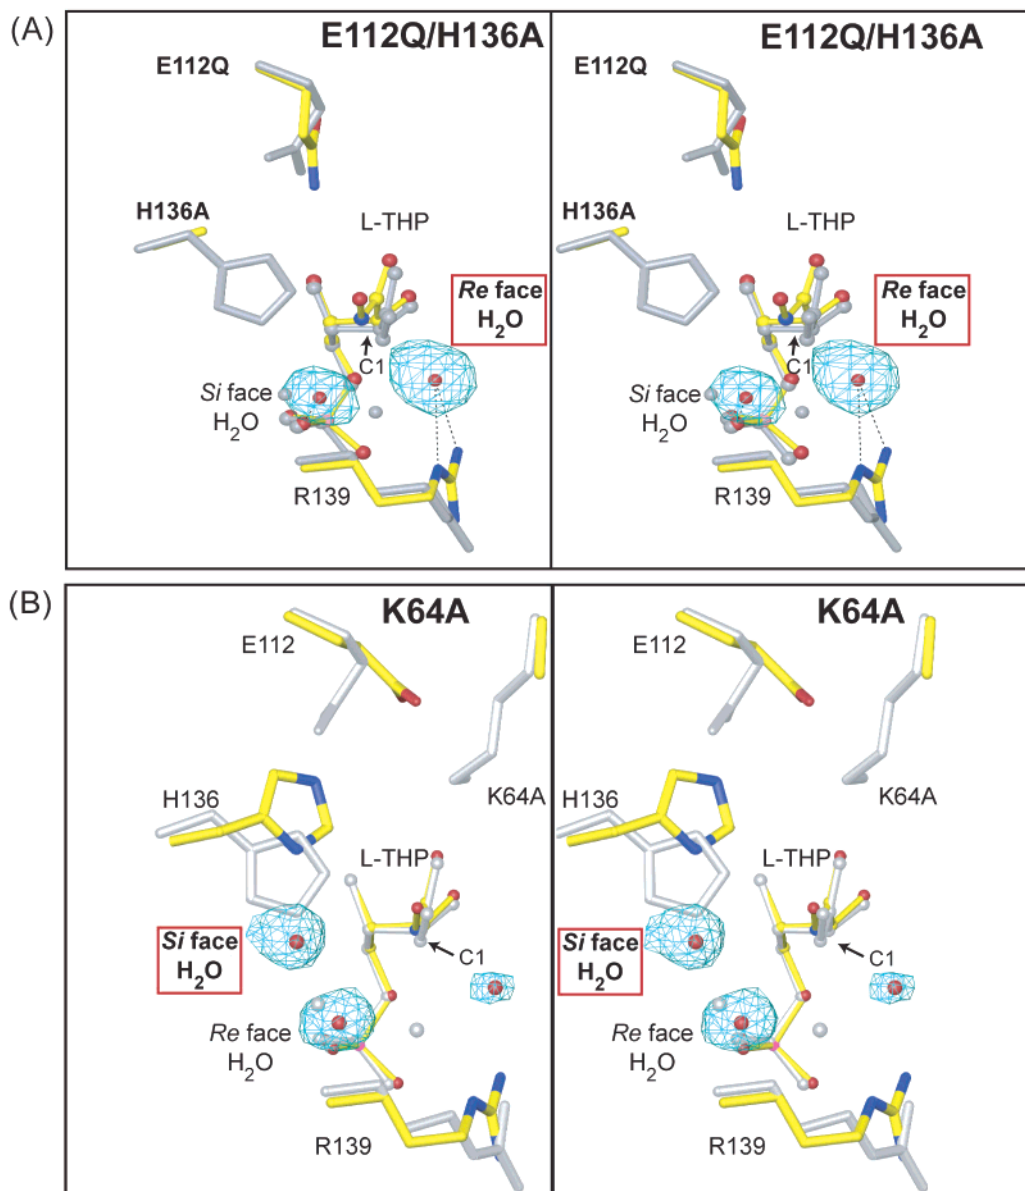 (A)
E112Q/H136A
E112Q
H136A
L-THP
Re face
H₂O
C1
Si face
H₂O
R139
E112Q/H136A
E112Q
H136A
L-THP
Re face
H₂O
C1
Si face
H₂O
R139
(B)
K64A
E112
H136
K64A
L-THP
Si face
H₂O
C1
Re face
H₂O
R139
K64A
E112
H136
K64A
L-THP
Si face
H₂O
C1
Re face
H₂O
R139